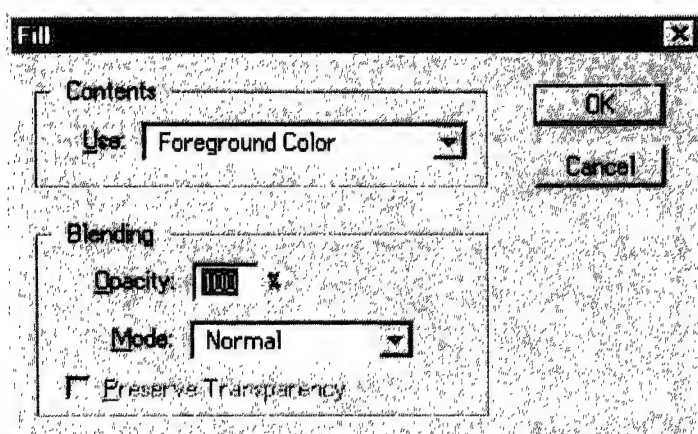 Fill
Contents
Use: Foreground Color
OK
Cancel
Blending
Opacity: 100 %
Mode: Normal
Preserve Transparency